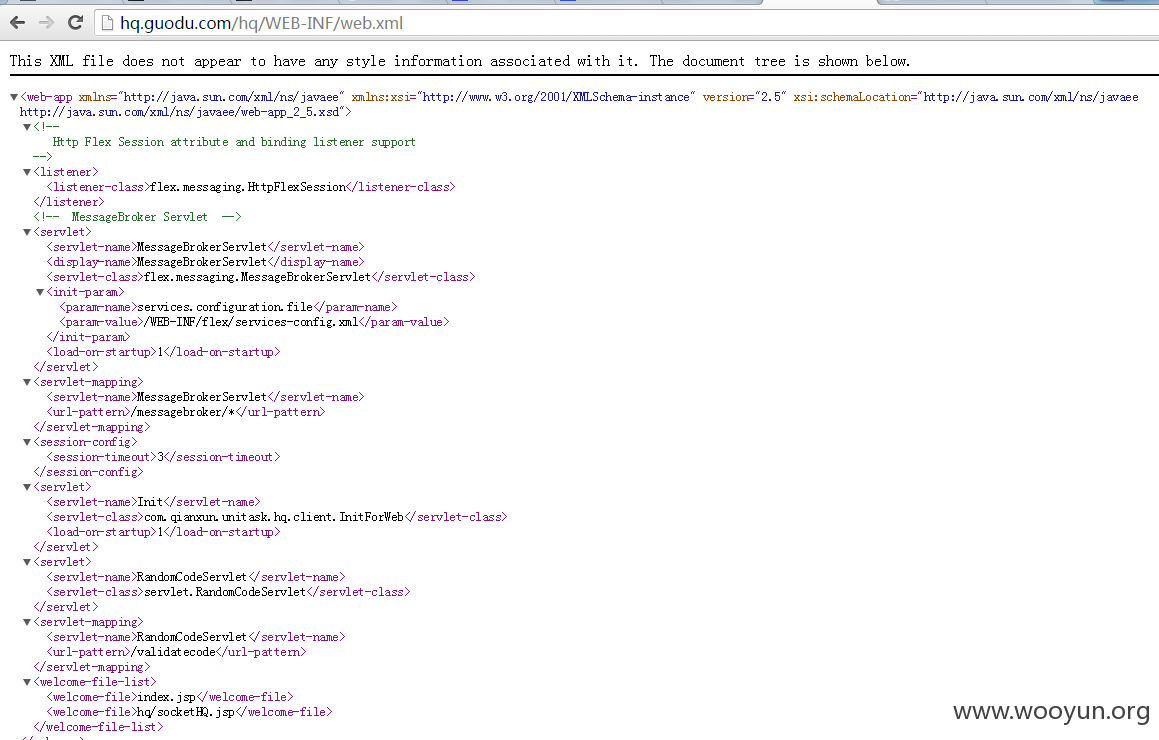 hq.guodu.com/hq/WEB-INF/web.xml
This XML file does not appear to have any style information associated with it. The document tree is shown below.
▼<web-app xmlns="http://java.sun.com/xml/ns/javaee" xmlns:xsi="http://www.w3.org/2001/XMLSchema-instance" version="2.5" xsi:schemaLocation="http://java.sun.com/xml/ns/javaee
http://java.sun.com/xml/ns/javaee/web-app_2_5.xsd">
▼<!--
Http Flex Session attribute and binding listener support
-->
▼<listener>
<listener-class>flex.messaging.HttpFlexSession</listener-class>
</listener>
<!-- MessageBroker Servlet -->
▼<servlet>
<servlet-name>MessageBrokerServlet</servlet-name>
<display-name>MessageBrokerServlet</display-name>
<servlet-class>flex.messaging.MessageBrokerServlet</servlet-class>
▼<init-param>
<param-name>services.configuration.file</param-name>
<param-value>/WEB-INF/flex/services-config.xml</param-value>
</init-param>
<load-on-startup>1</load-on-startup>
</servlet>
▼<servlet-mapping>
<servlet-name>MessageBrokerServlet</servlet-name>
<url-pattern>/messagebroker/*</url-pattern>
</servlet-mapping>
▼<session-config>
<session-timeout>3</session-timeout>
</session-config>
▼<servlet>
<servlet-name>Init</servlet-name>
<servlet-class>com.qianxun.unitask.hq.client.InitForWeb</servlet-class>
<load-on-startup>1</load-on-startup>
</servlet>
▼<servlet>
<servlet-name>RandomCodeServlet</servlet-name>
<servlet-class>servlet.RandomCodeServlet</servlet-class>
</servlet>
▼<servlet-mapping>
<servlet-name>RandomCodeServlet</servlet-name>
<url-pattern>/validatecode</url-pattern>
</servlet-mapping>
▼<welcome-file-list>
<welcome-file>index.jsp</welcome-file>
<welcome-file>hq/socketHQ.jsp</welcome-file>
</welcome-file-list>
www.wooyun.org